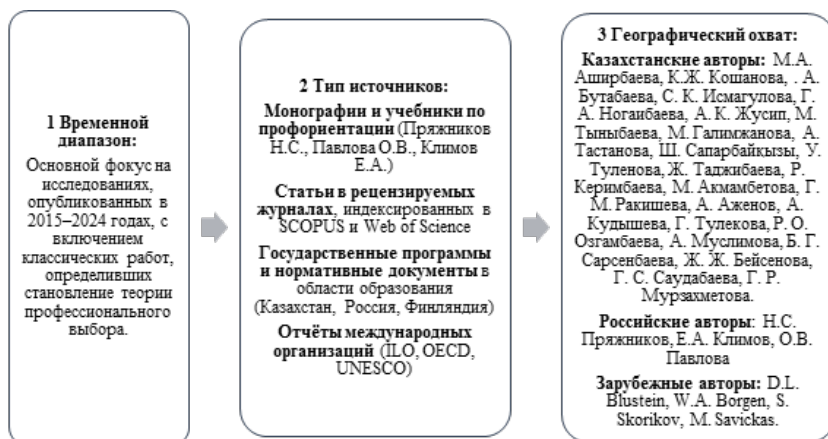 1 Временной
диапазон:
Основной фокус на
исследованиях,
опубликованных в
2015–2024 годах, с
включением
классических работ,
определивших
становление теории
профессионального
выбора.
2 Тип источников:
Монографии и учебники по
профориентации (Пряжников
Н.С., Павлова О.В., Климов
Е.А.)
Статьи в рецензируемых
журналах, индексированных в
SCOPUS и Web of Science
Государственные программы
и нормативные документы в
области образования
(Казахстан, Россия, Финляндия)
Отчёты международных
организаций (ILO, OECD,
UNESCO)
3 Географический охват:
Казахстанские авторы: М.А.
Аширбаева, К.Ж. Кошанова, . А.
Бутабаева, С. К. Исмагулова, Г.
А. Ногаибаева, А. К. Жусип, М.
Тыныбаева, М. Галимжанова, А.
Тастанова, Ш. Сапарбайкызы, У.
Туленова, Ж. Таджибаева, Р.
Керимбаева, М. Акмамбетова, Г.
М. Ракишева, А. Аженов, А.
Кудышева, Г. Тулекова, Р. О.
Озгамбаева, А. Муслимова, Б. Г.
Сарсенбаева, Ж. Ж. Бейсенова,
Г. С. Саудабаева, Г. Р.
Мурзахметова.
Российские авторы: Н.С.
Пряжников, Е.А. Климов, О.В.
Павлова
Зарубежные авторы: D.L.
Blustein, W.A. Borgen, S.
Skorikov, M. Savickas.